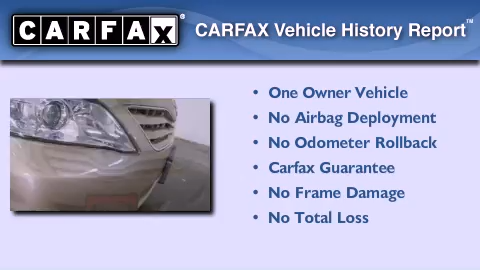 CARFAX® CARFAX Vehicle History Report™
• One Owner Vehicle
• No Airbag Deployment
• No Odometer Rollback
• Carfax Guarantee
• No Frame Damage
• No Total Loss